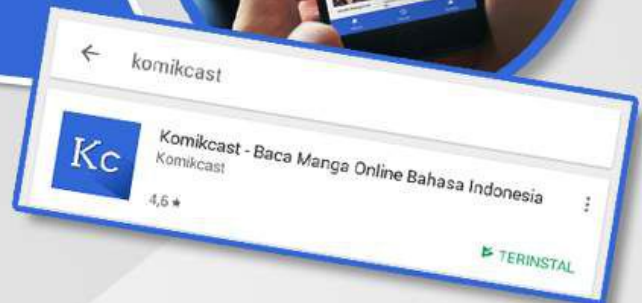 komikcast
Kc
Komikcast - Baca Manga Online Bahasa Indonesia
Komikcast
4,6★
TERINSTAL